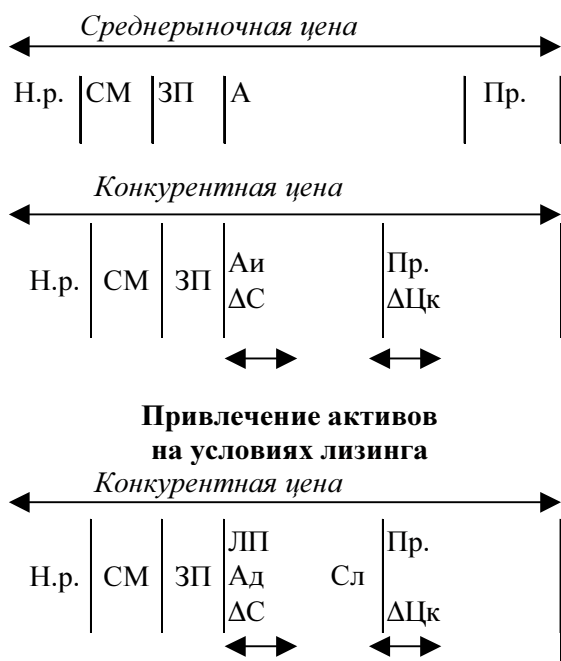 Среднерыночная цена
Н.р. СМ ЗП А Пр.
Конкурентная цена
Н.р. СМ ЗП Аи Пр.
ΔС ΔЦк
Привлечение активов
на условиях лизинга
Конкурентная цена
ЛП Пр.
Н.р. СМ ЗП Ад Сл
ΔС ΔЦк